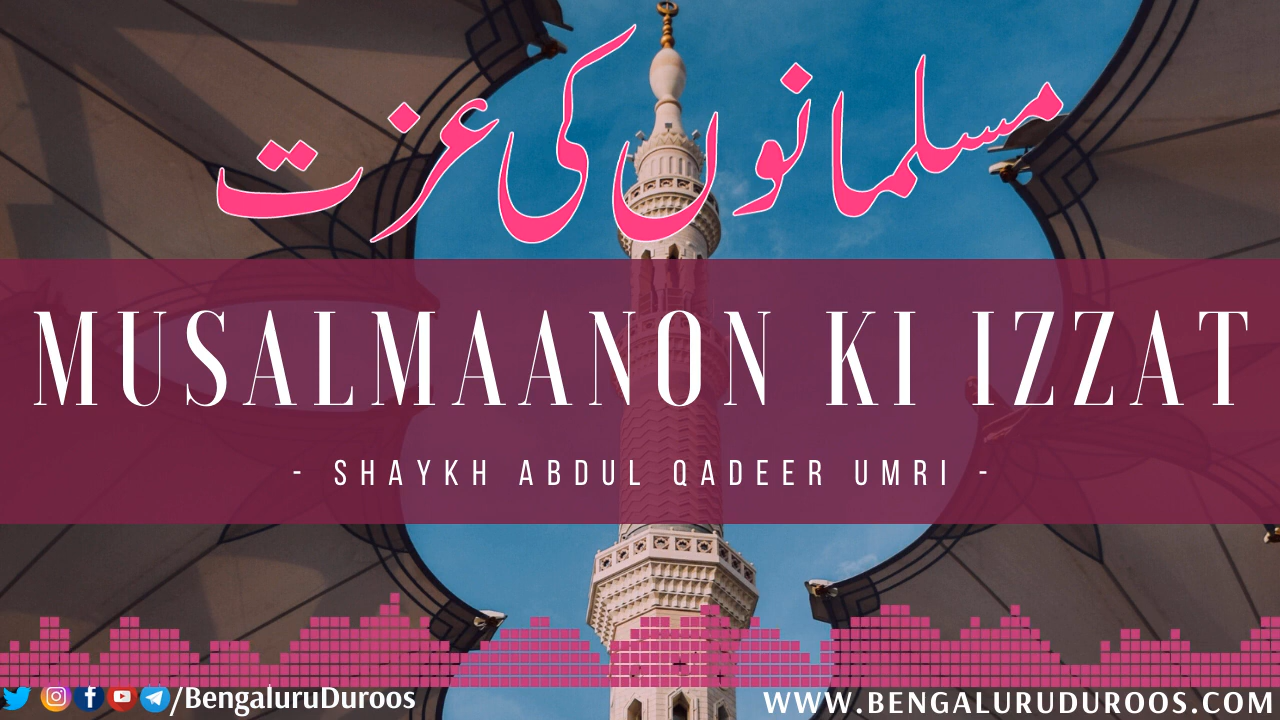 مسلمانوں کی عزت
MUSALMAANON KI IZZAT
- SHAYKH ABDUL QADEER UMRI -
/BengaluruDuroos
WWW.BENGALURUDUROOS.COM